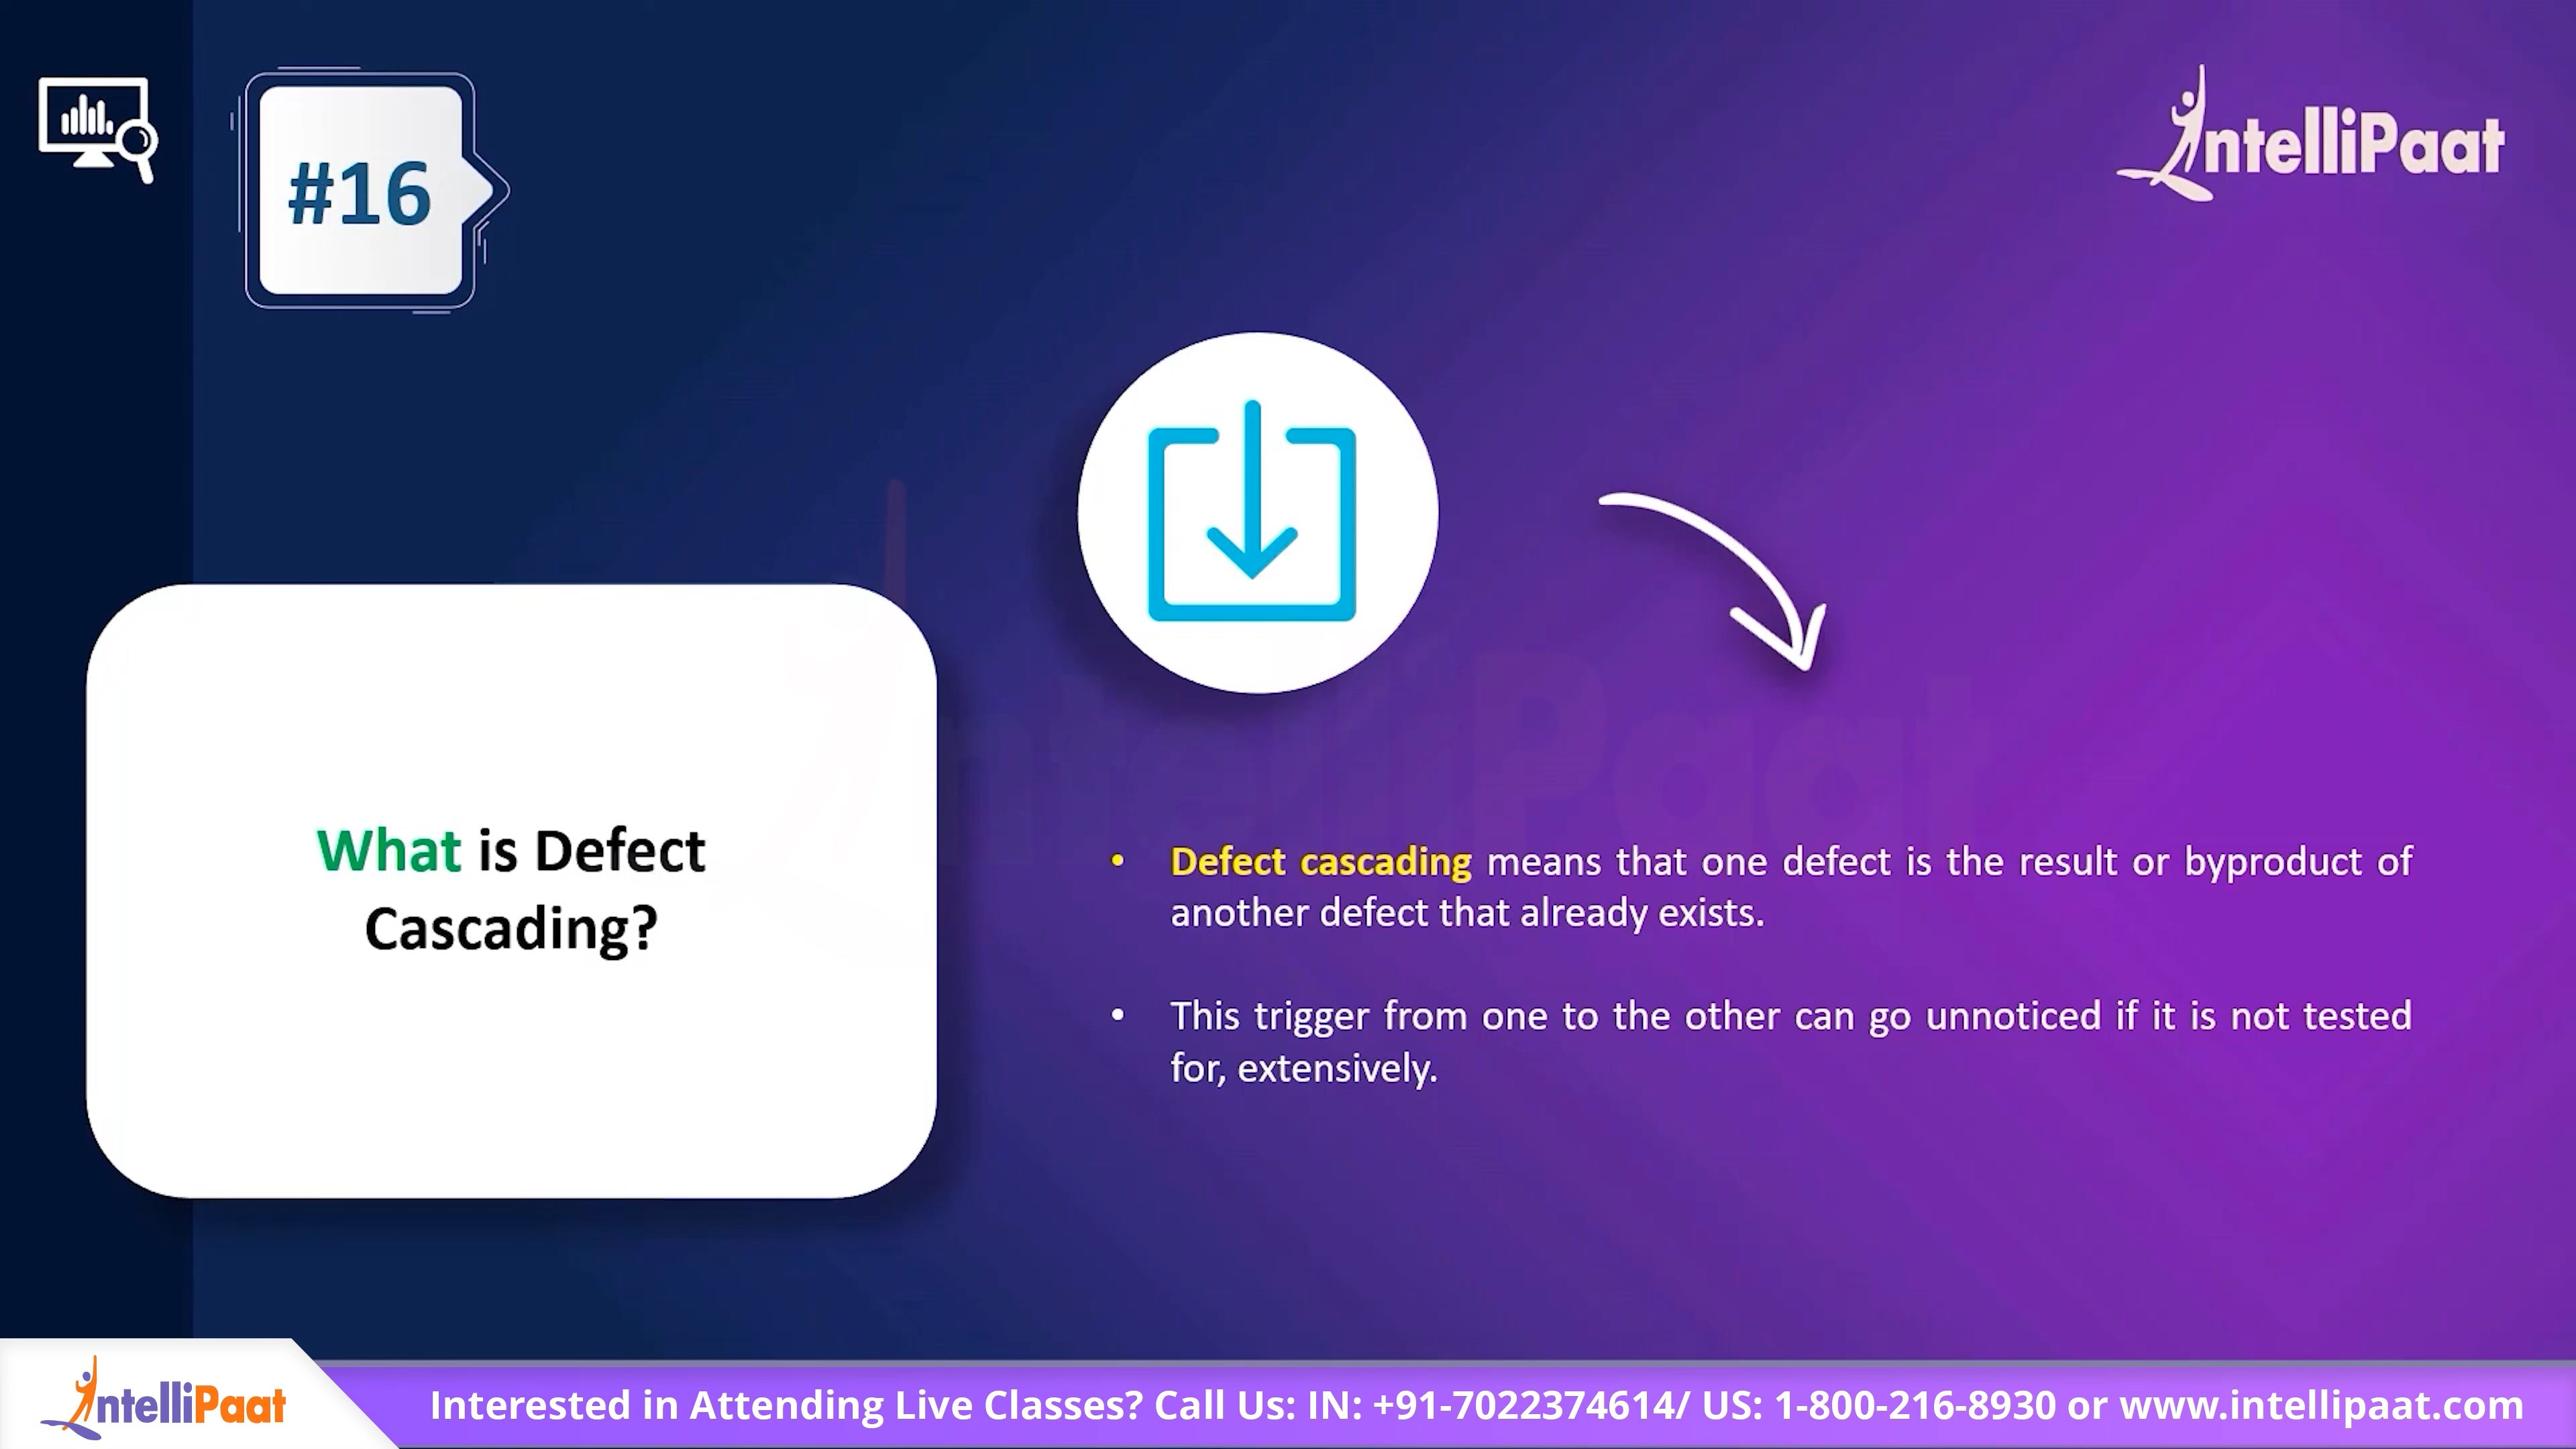 #16
IntelliPaat
What is Defect
Cascading?
• Defect cascading means that one defect is the result or byproduct of
another defect that already exists.
• This trigger from one to the other can go unnoticed if it is not tested
for, extensively.
IntelliPaat
IntelliPaat
Interested in Attending Live Classes? Call Us: IN: +91-7022374614/ US: 1-800-216-8930 or www.intellipaat.com